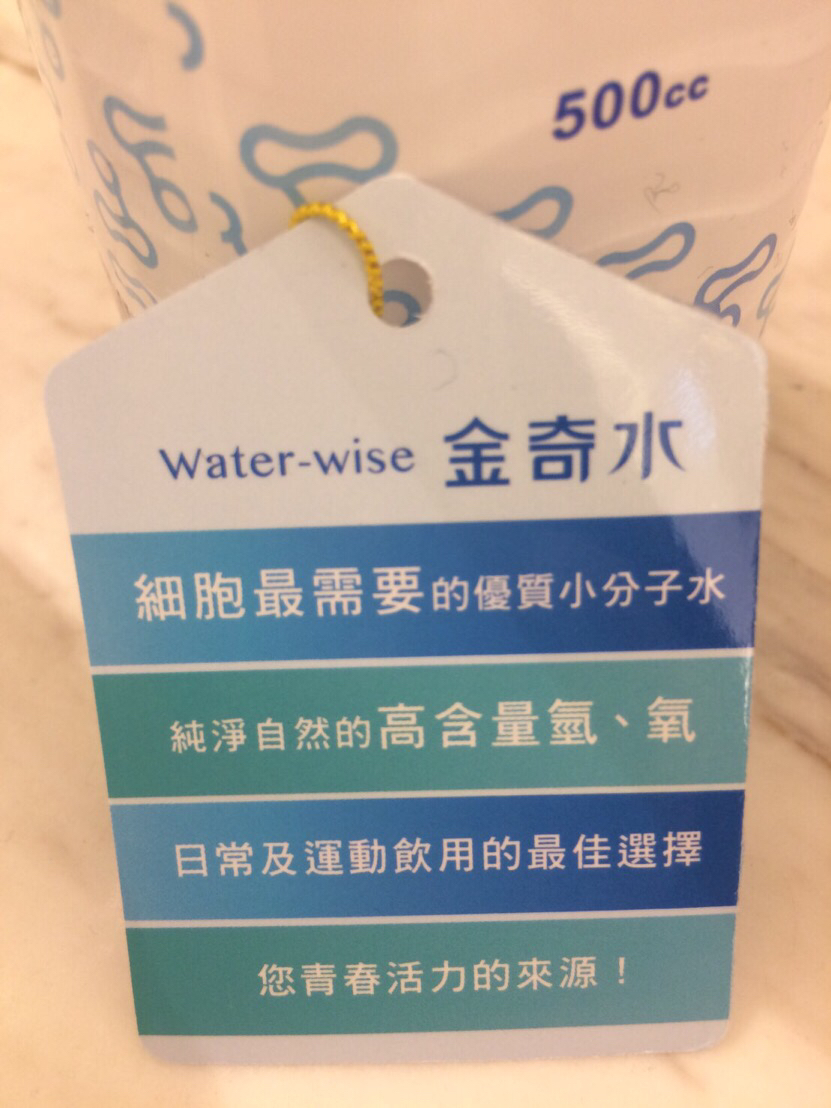 500cc
Water-wise 金奇水
細胞最需要的優質小分子水
純淨自然的高含量氫、氧
日常及運動飲用的最佳選擇
您青春活力的來源！